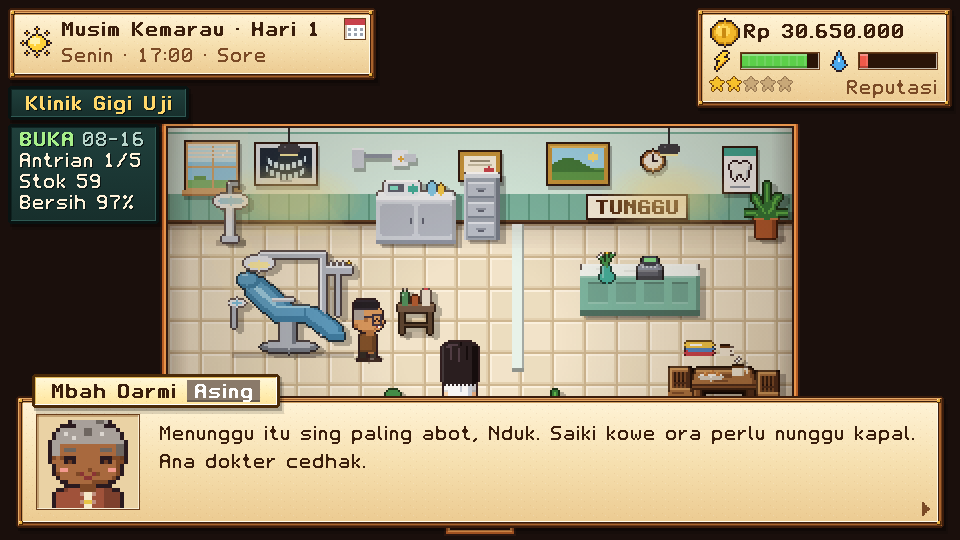 Musim Kemarau · Hari 1
Senin · 17:00 · Sore
Rp 30.650.000
Reputasi
Klinik Gigi Uji
BUKA 08-16
Antrian 1/5
Stok 59
Bersih 97%
TUNGGU
Mbah Darmi Asing
Menunggu itu sing paling abot, Nduk. Saiki kowe ora perlu nunggu kapal.
Ana dokter cedhak.